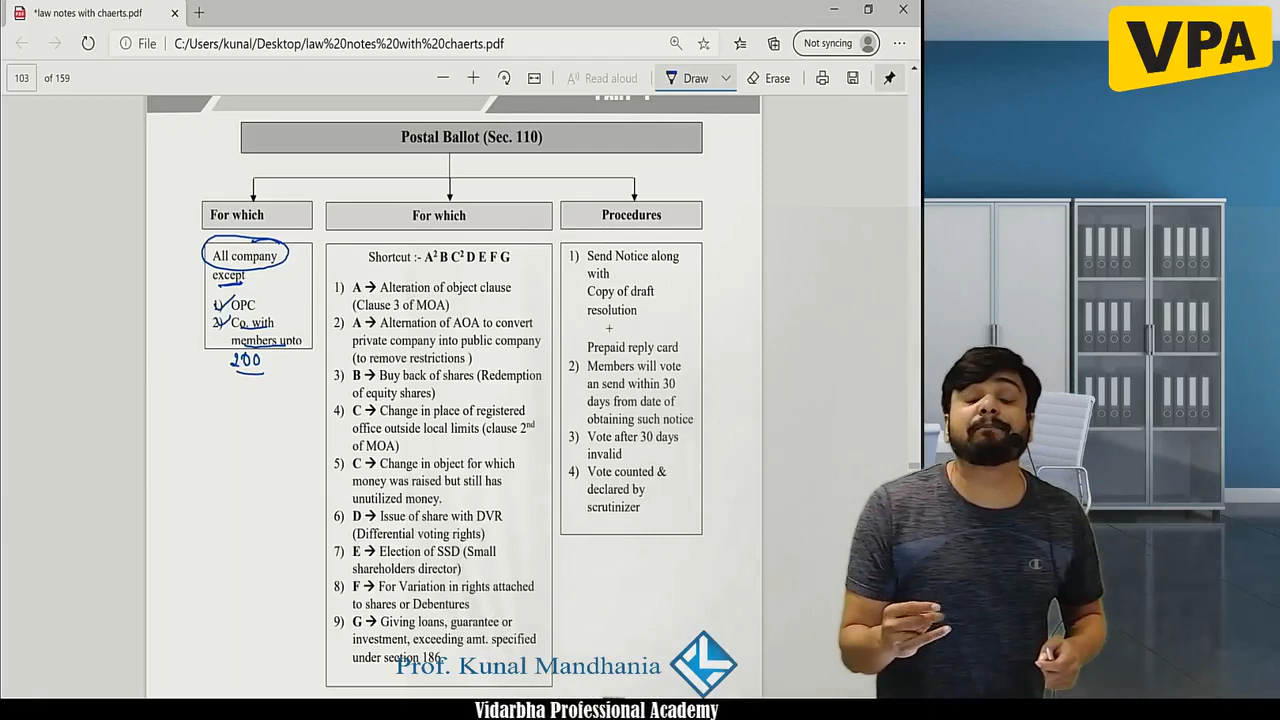 *law notes with chaerts.pdf
VPA
File C:/Users/kunal/Desktop/law%20notes%20with%20chaerts.pdf
Not syncing
103 of 159
Read aloud
Draw
Erase
Postal Ballot (Sec. 110)
For which
All company
except
1) OPC
2) Co. with
members upto
200
For which
Shortcut :- A² B C² D E F G
1) A → Alteration of object clause
(Clause 3 of MOA)
2) A → Alternation of AOA to convert
private company into public company
(to remove restrictions )
3) B → Buy back of shares (Redemption
of equity shares)
4) C → Change in place of registered
office outside local limits (clause 2nd
of MOA)
5) C → Change in object for which
money was raised but still has
unutilized money.
6) D → Issue of share with DVR
(Differential voting rights)
7) E → Election of SSD (Small
shareholders director)
8) F → For Variation in rights attached
to shares or Debentures
9) G → Giving loans, guarantee or
investment, exceeding amt. specified
under section 186
Procedures
1) Send Notice along
with
Copy of draft
resolution
+
Prepaid reply card
2) Members will vote
an send within 30
days from date of
obtaining such notice
3) Vote after 30 days
invalid
4) Vote counted &
declared by
scrutinizer
Prof. Kunal Mandhania
Vidarbha Professional Academy